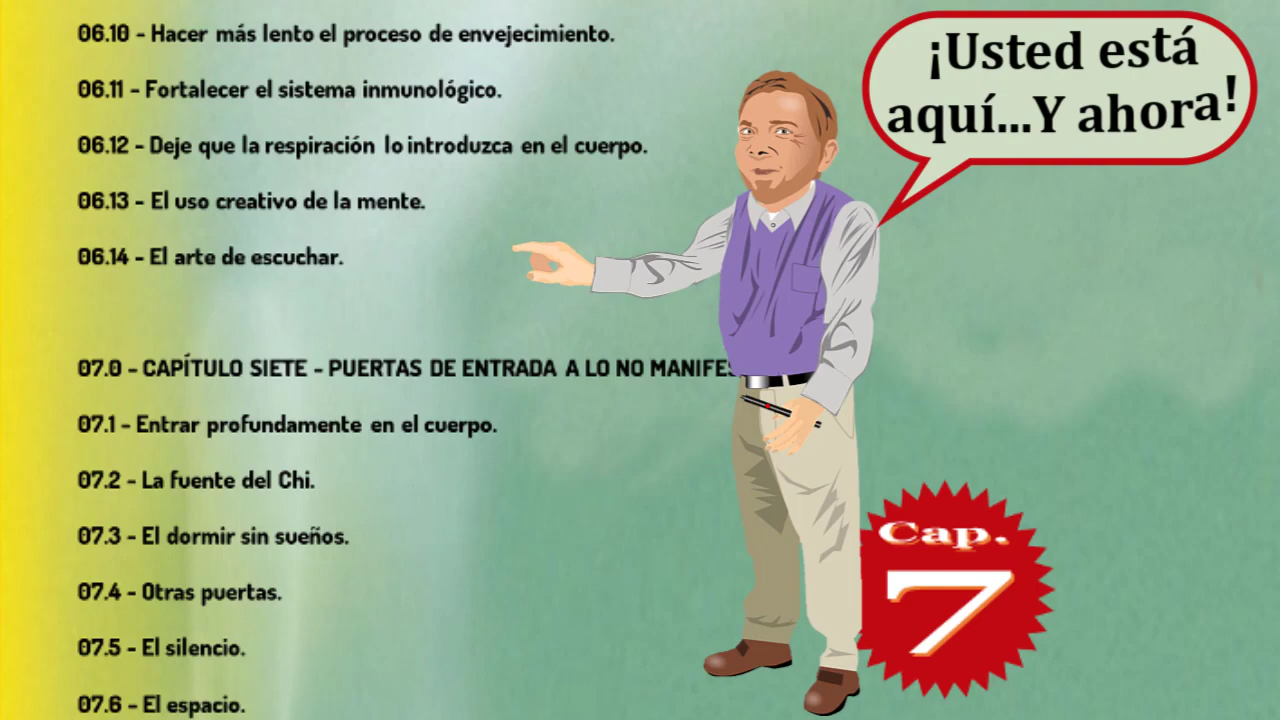 06.10 - Hacer más lento el proceso de envejecimiento.
06.11 - Fortalecer el sistema inmunológico.
06.12 - Deje que la respiración lo introduzca en el cuerpo.
06.13 - El uso creativo de la mente.
06.14 - El arte de escuchar.
07.0 - CAPÍTULO SIETE - PUERTAS DE ENTRADA A LO NO
07.1 - Entrar profundamente en el cuerpo.
07.2 - La fuente del Chi.
07.3 - El dormir sin sueños.
07.4 - Otras puertas.
07.5 - El silencio.
07.6 - El espacio.
¡Usted está
aquí...Y ahora!
Cap.
7